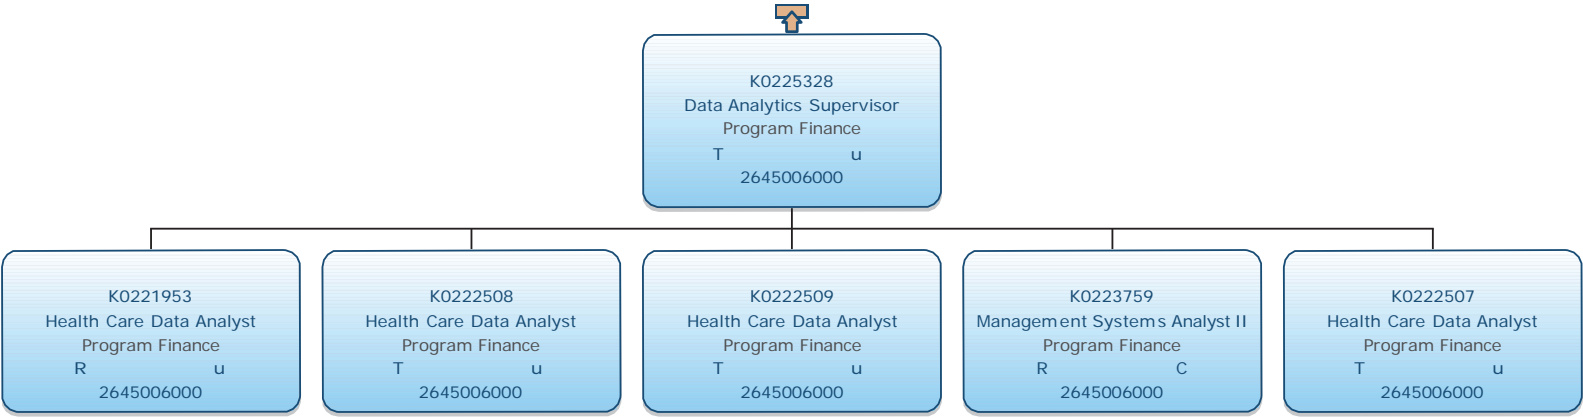 K0225328
Data Analytics Supervisor
Program Finance
T u
2645006000
K0221953
Health Care Data Analyst
Program Finance
R u
2645006000
K0222508
Health Care Data Analyst
Program Finance
T u
2645006000
K0222509
Health Care Data Analyst
Program Finance
T u
2645006000
K0223759
Management Systems Analyst II
Program Finance
R C
2645006000
K0222507
Health Care Data Analyst
Program Finance
T u
2645006000